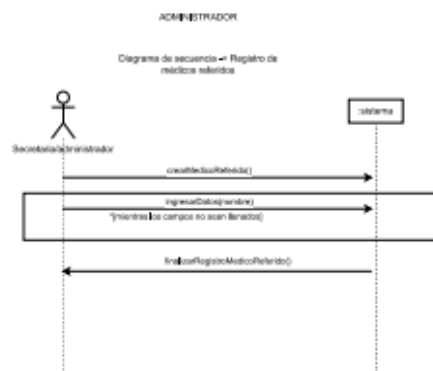 ADMINISTRADOR
Diagrama de secuencia -> Registro de
médicos referidos
:sistema
Secretaria/administrador
crearMedicoReferido()
ingresarDatos(nombre)
*[mientras los campos no sean llenados]
finalizarRegistroMedicoReferido()